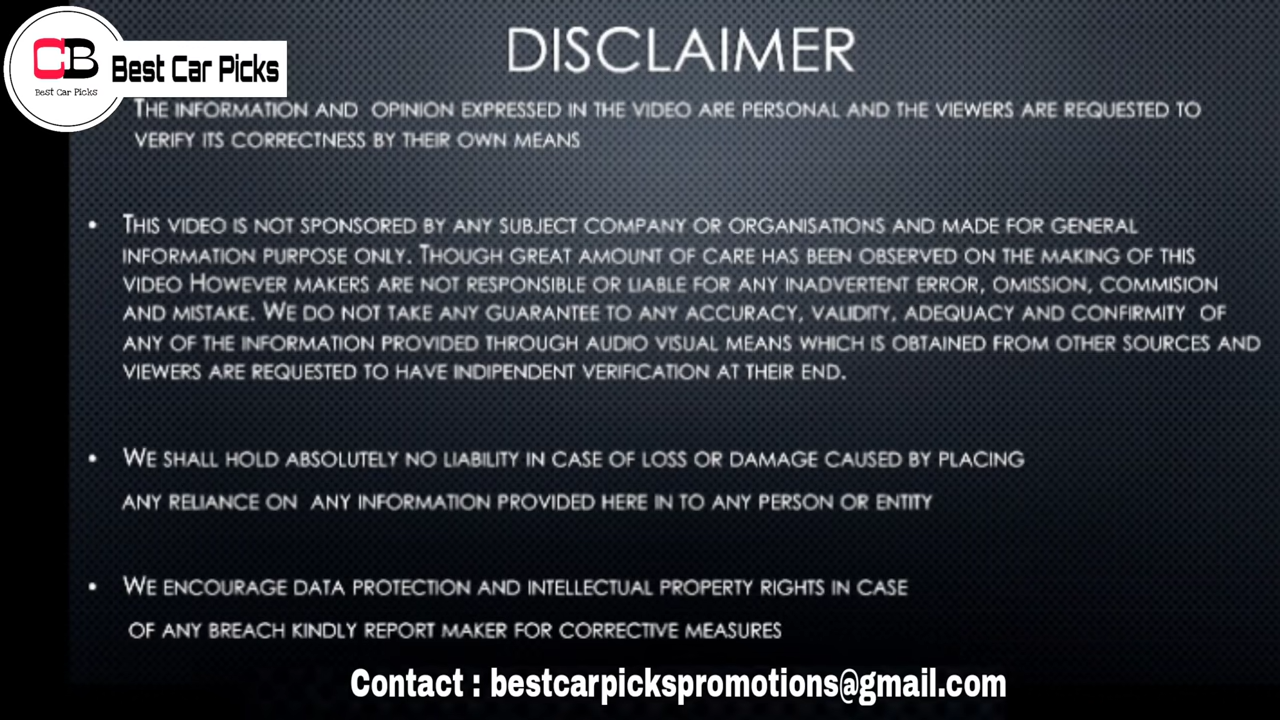 CB
Best Car Picks
Best Car Picks
DISCLAIMER
THE INFORMATION AND OPINION EXPRESSED IN THE VIDEO ARE PERSONAL AND THE VIEWERS ARE REQUESTED TO
VERIFY ITS CORRECTNESS BY THEIR OWN MEANS
• THIS VIDEO IS NOT SPONSORED BY ANY SUBJECT COMPANY OR ORGANISATIONS AND MADE FOR GENERAL
INFORMATION PURPOSE ONLY. THOUGH GREAT AMOUNT OF CARE HAS BEEN OBSERVED ON THE MAKING OF THIS
VIDEO HOWEVER MAKERS ARE NOT RESPONSIBLE OR LIABLE FOR ANY INADVERTENT ERROR, OMISSION, COMMISION
AND MISTAKE. WE DO NOT TAKE ANY GUARANTEE TO ANY ACCURACY, VALIDITY, ADEQUACY AND CONFIRMITY OF
ANY OF THE INFORMATION PROVIDED THROUGH AUDIO VISUAL MEANS WHICH IS OBTAINED FROM OTHER SOURCES AND
VIEWERS ARE REQUESTED TO HAVE INDIPENDENT VERIFICATION AT THEIR END.
• WE SHALL HOLD ABSOLUTELY NO LIABILITY IN CASE OF LOSS OR DAMAGE CAUSED BY PLACING
ANY RELIANCE ON ANY INFORMATION PROVIDED HERE IN TO ANY PERSON OR ENTITY
• WE ENCOURAGE DATA PROTECTION AND INTELLECTUAL PROPERTY RIGHTS IN CASE
OF ANY BREACH KINDLY REPORT MAKER FOR CORRECTIVE MEASURES
Contact : bestcarpickspromotions@gmail.com